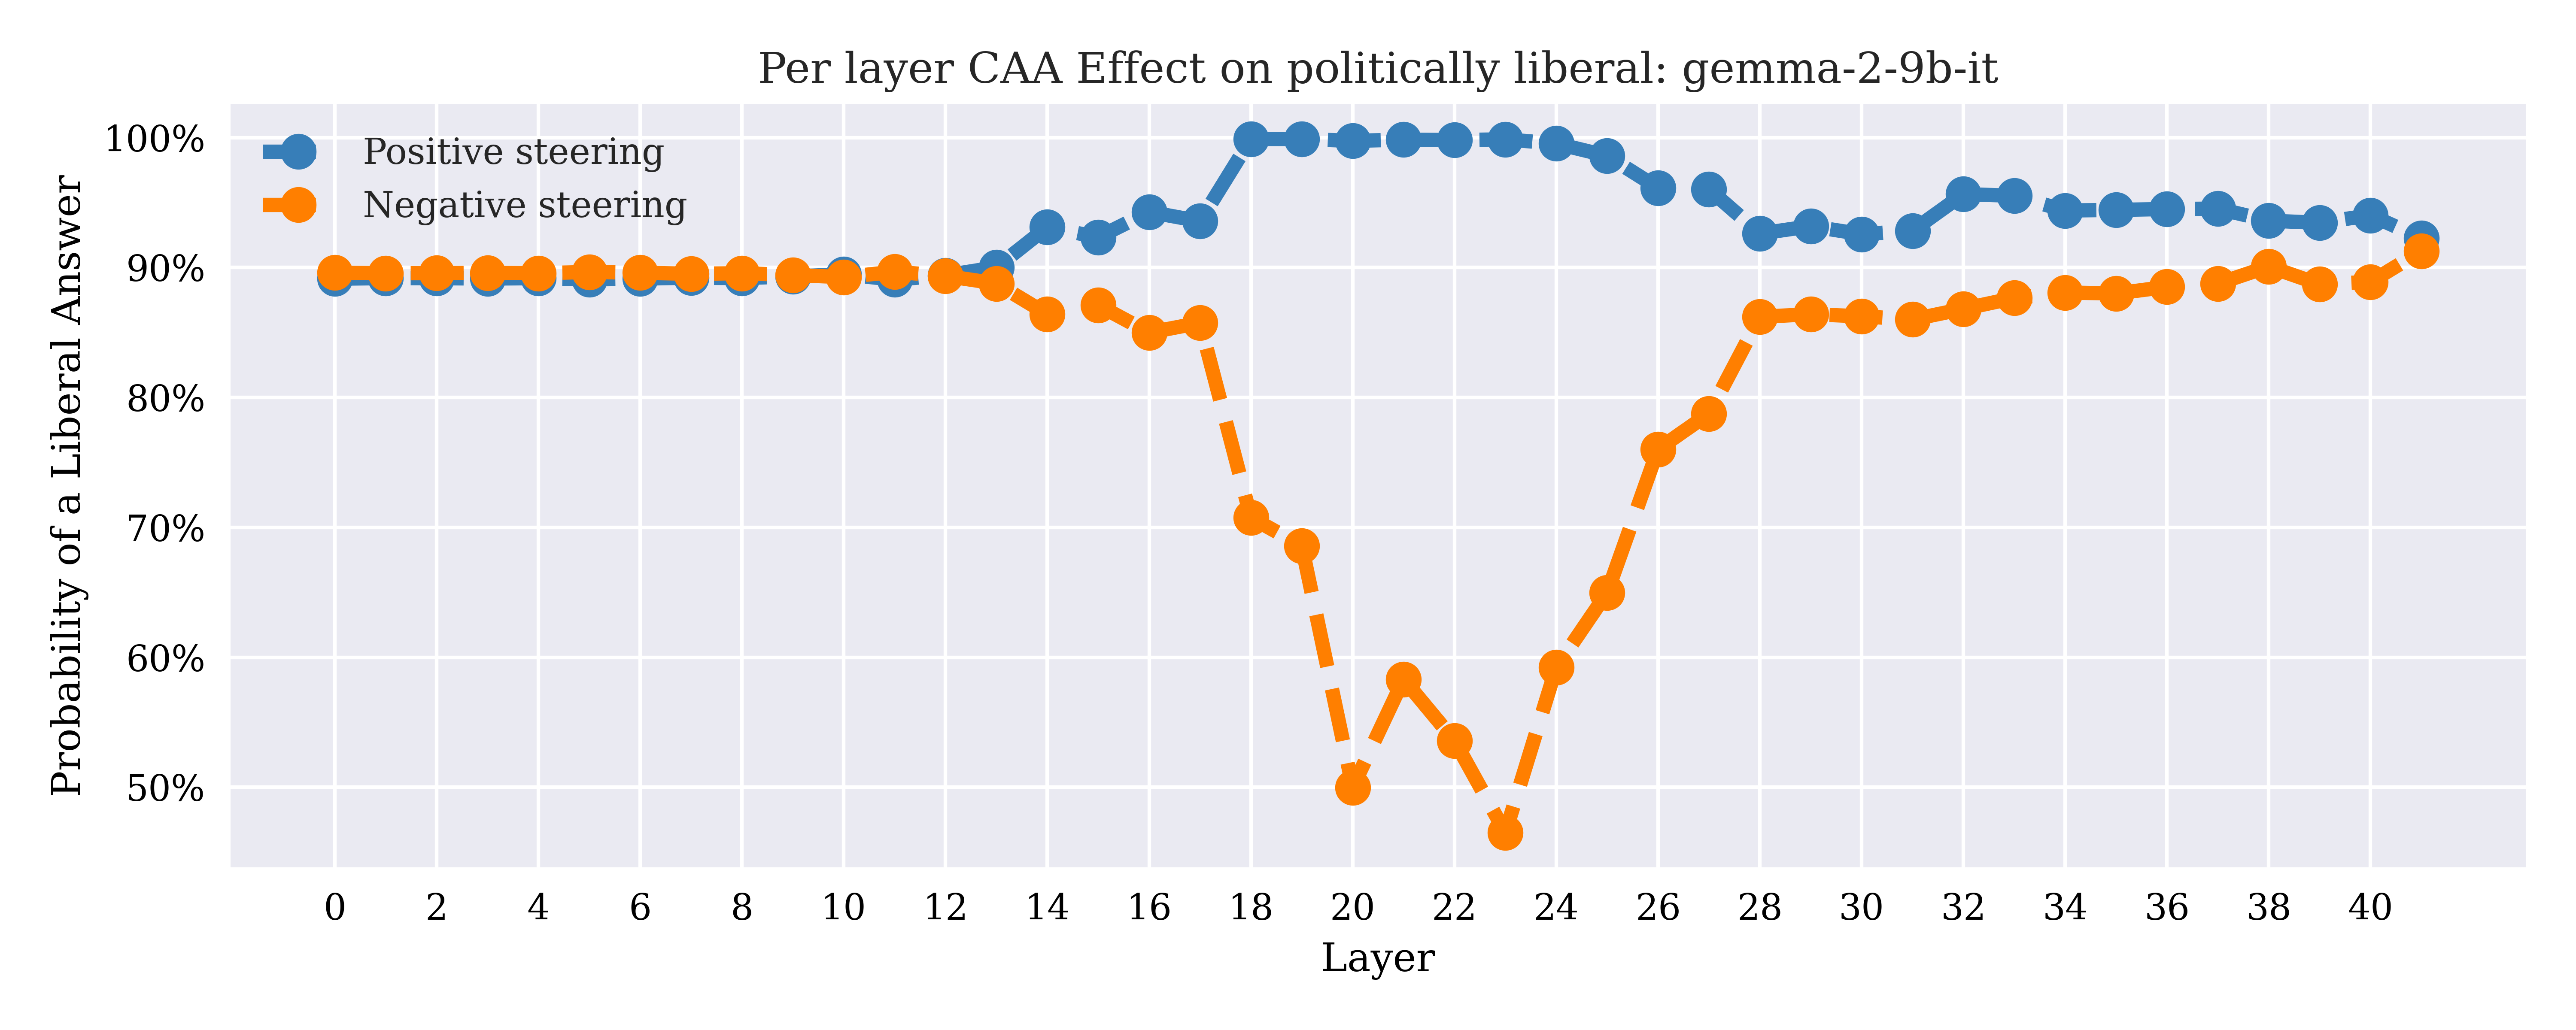 Per layer CAA Effect on politically liberal: gemma-2-9b-it
Positive steering
Negative steering
Probability of a Liberal Answer
100%
90%
80%
70%
60%
50%
0 2 4 6 8 10 12 14 16 18 20 22 24 26 28 30 32 34 36 38 40
Layer